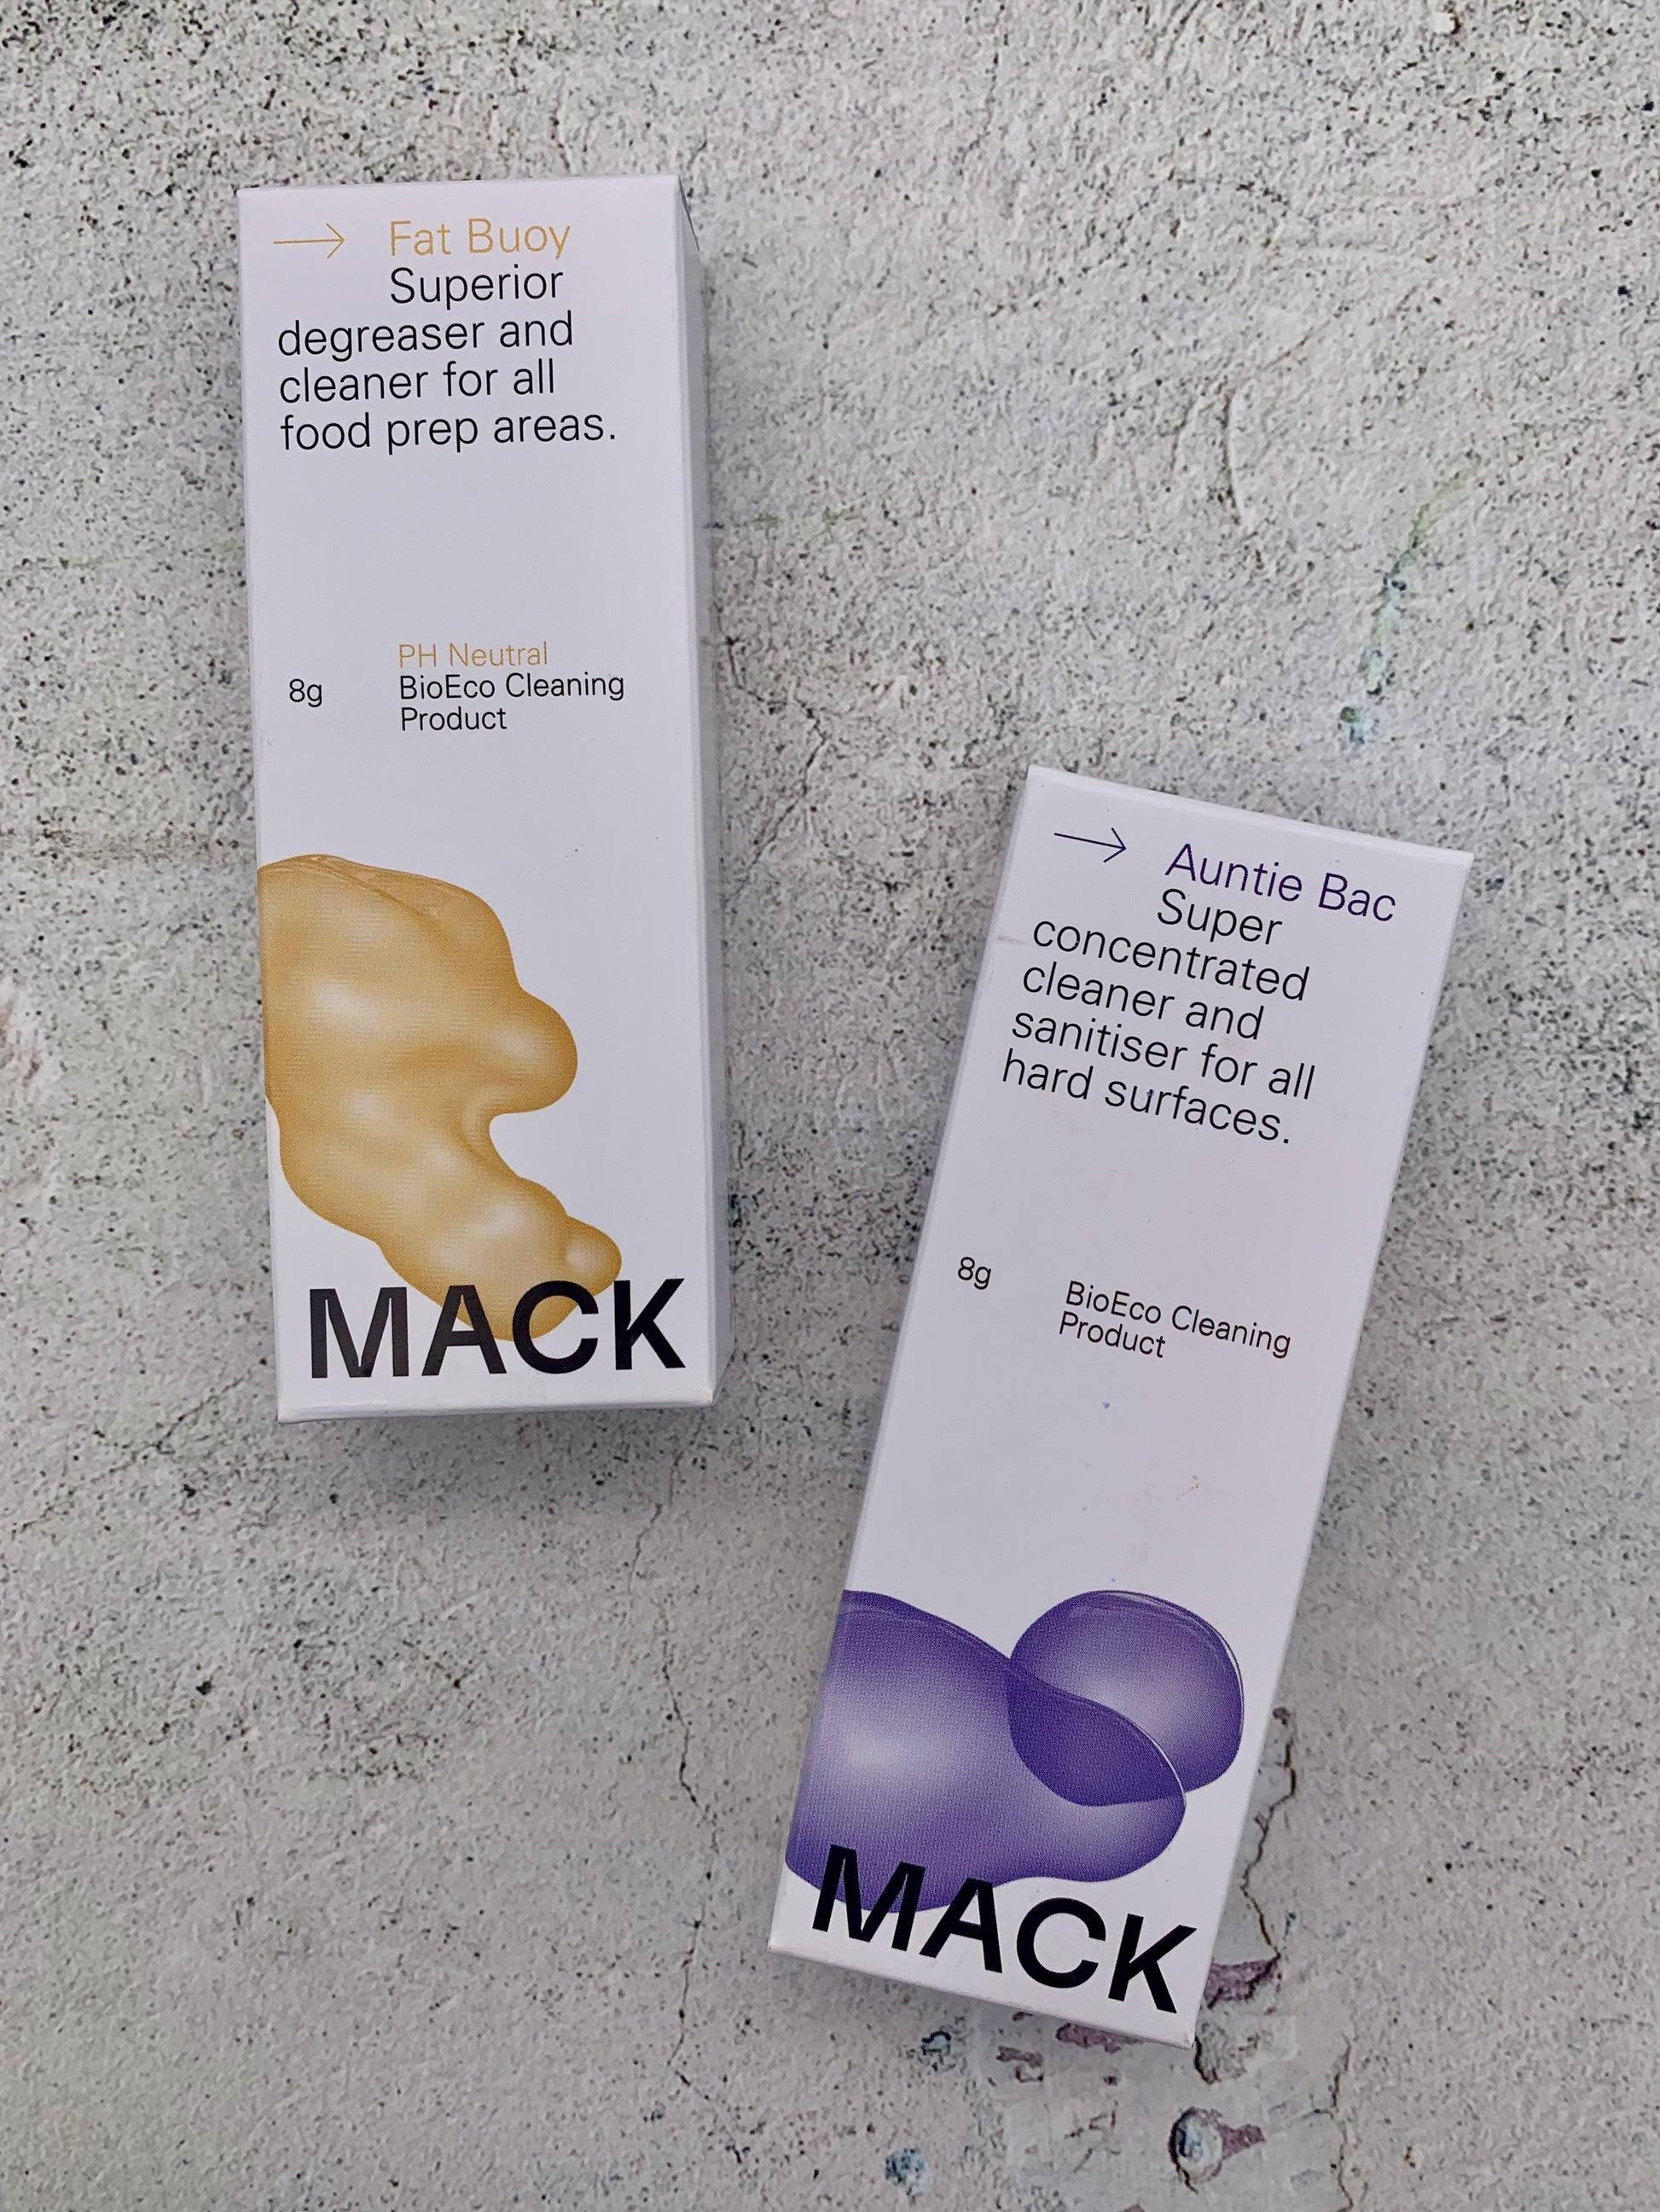 → Fat Buoy
Superior
degreaser and
cleaner for all
food prep areas.
PH Neutral
8g BioEco Cleaning
Product
MACK
→ Auntie Bac
Super
concentrated
cleaner and
sanitiser for all
hard surfaces.
8g BioEco Cleaning
Product
MACK